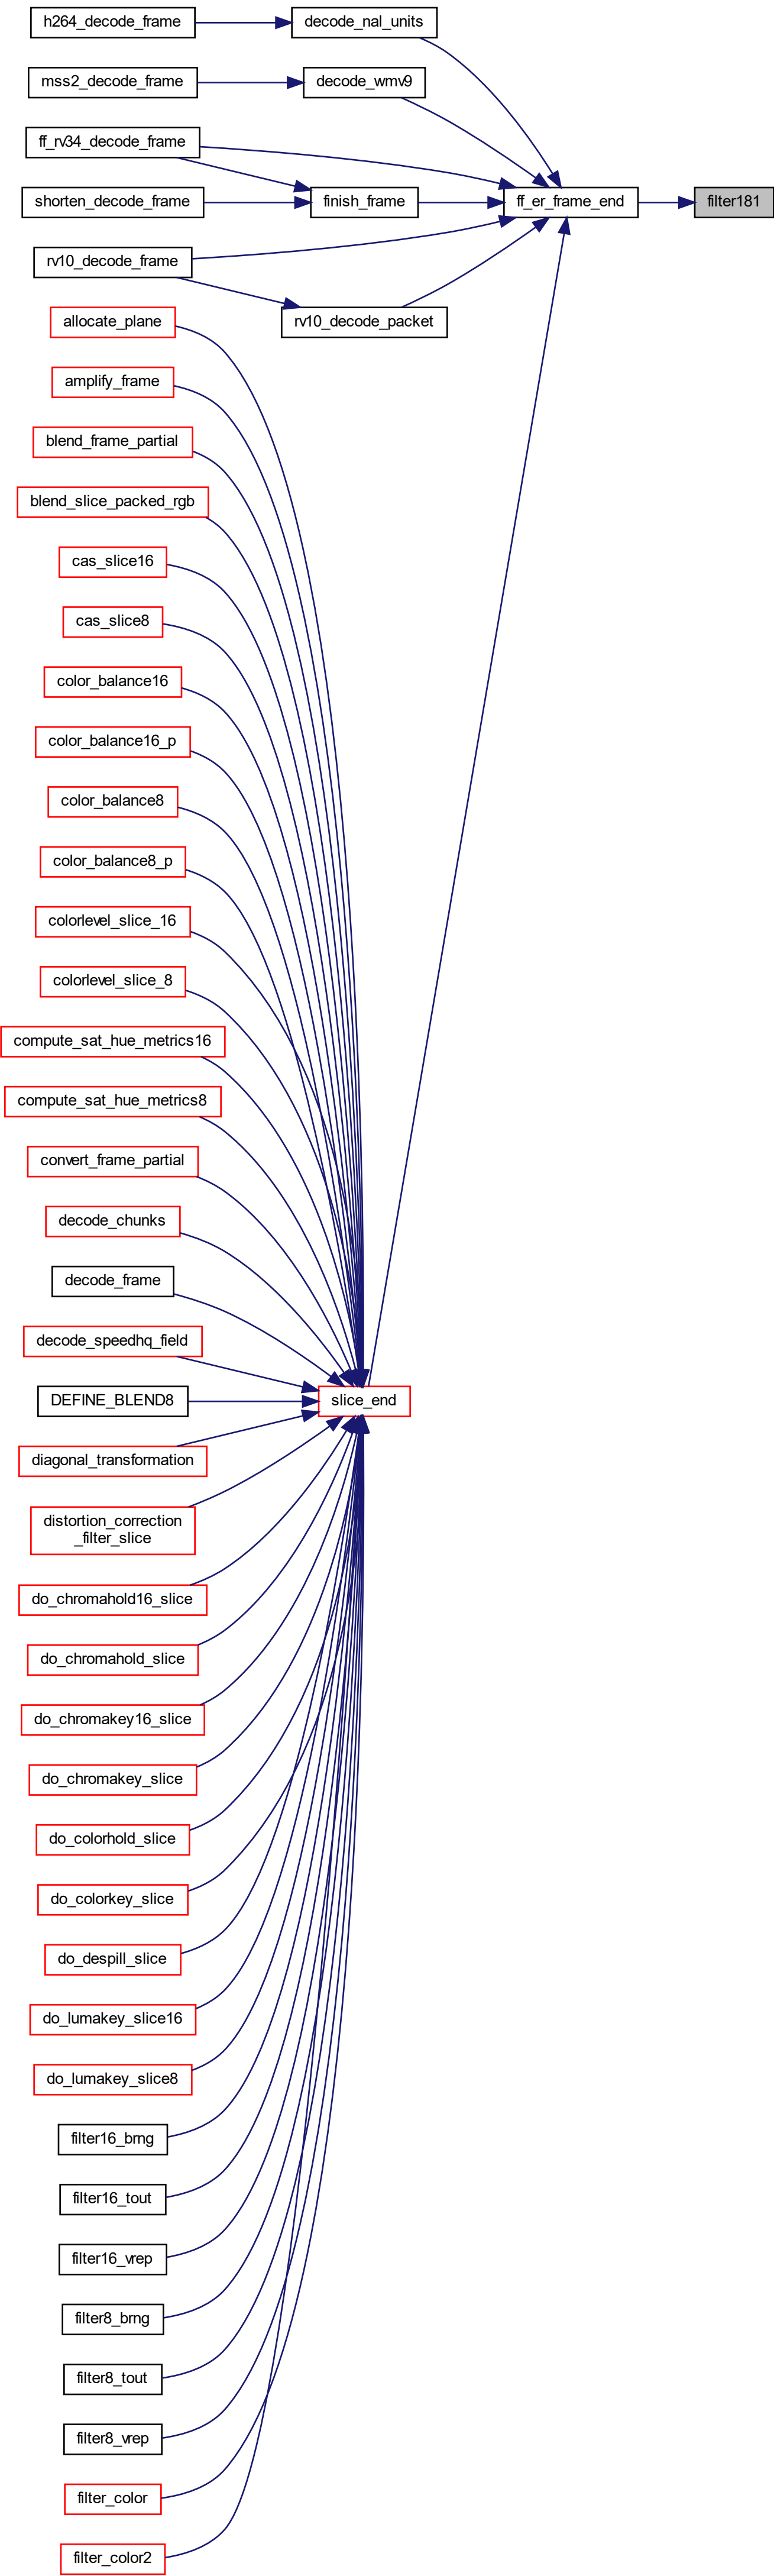 h264_decode_frame
decode_nal_units
mss2_decode_frame
decode_wmv9
ff_rv34_decode_frame
shorten_decode_frame
finish_frame
ff_er_frame_end
filter181
rv10_decode_frame
rv10_decode_packet
allocate_plane
amplify_frame
blend_frame_partial
blend_slice_packed_rgb
cas_slice16
cas_slice8
color_balance16
color_balance16_p
color_balance8
color_balance8_p
colorlevel_slice_16
colorlevel_slice_8
compute_sat_hue_metrics16
compute_sat_hue_metrics8
convert_frame_partial
decode_chunks
decode_frame
decode_speedhq_field
DEFINE_BLEND8
slice_end
diagonal_transformation
distortion_correction
_filter_slice
do_chromahold16_slice
do_chromahold_slice
do_chromakey16_slice
do_chromakey_slice
do_colorhold_slice
do_colorkey_slice
do_despill_slice
do_lumakey_slice16
do_lumakey_slice8
filter16_brng
filter16_tout
filter16_vrep
filter8_brng
filter8_tout
filter8_vrep
filter_color
filter_color2